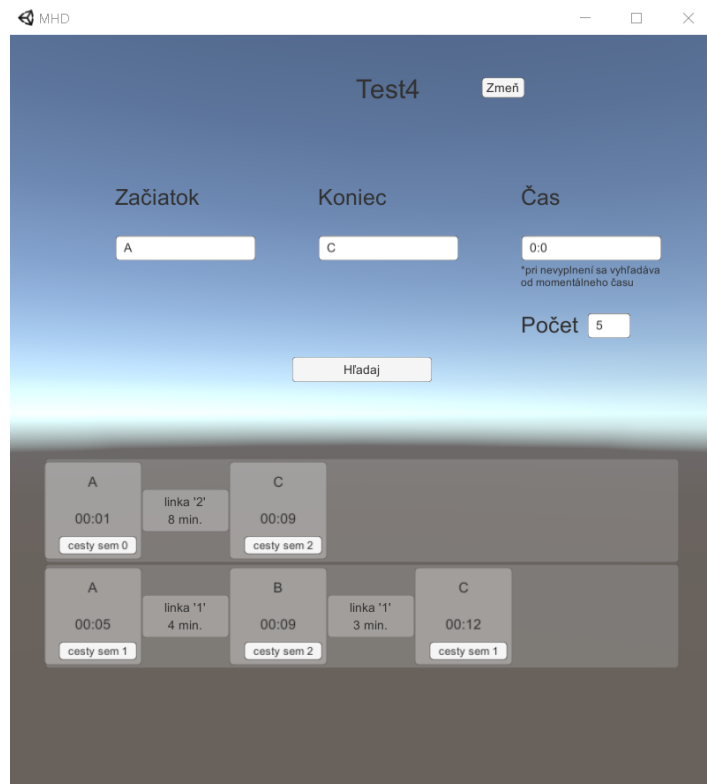 MHD
Test4 Zmeň
Začiatok Koniec Čas
A C 0:0
*pri nevyplnení sa vyhľadáva
od momentálneho času
Počet 5
Hľadaj
A C
linka '2'
00:01 8 min. 00:09
cesty sem 0 cesty sem 2
A B C
linka '1' linka '1'
00:05 4 min. 00:09 3 min. 00:12
cesty sem 1 cesty sem 2 cesty sem 1